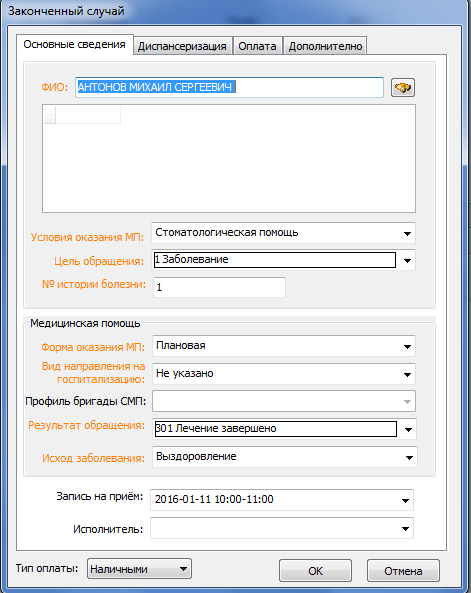 Законченный случай
Основные сведения Диспансеризация Оплата Дополнительно
ФИО: АНТОНОВ МИХАИЛ СЕРГЕЕВИЧ
Условия оказания МП: Стоматологическая помощь
Цель обращения: 1 Заболевание
№ истории болезни: 1
Медицинская помощь
Форма оказания МП: Плановая
Вид направления на
госпитализацию: Не указано
Профиль бригады СМП:
Результат обращения: 301 Лечение завершено
Исход заболевания: Выздоровление
Запись на приём: 2016-01-11 10:00-11:00
Исполнитель:
Тип оплаты: Наличными OK Отмена